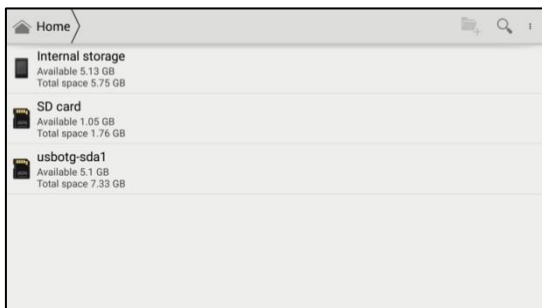 Home
Internal storage
Available 5.13 GB
Total space 5.75 GB
SD card
Available 1.05 GB
Total space 1.76 GB
usbotg-sda1
Available 5.1 GB
Total space 7.33 GB